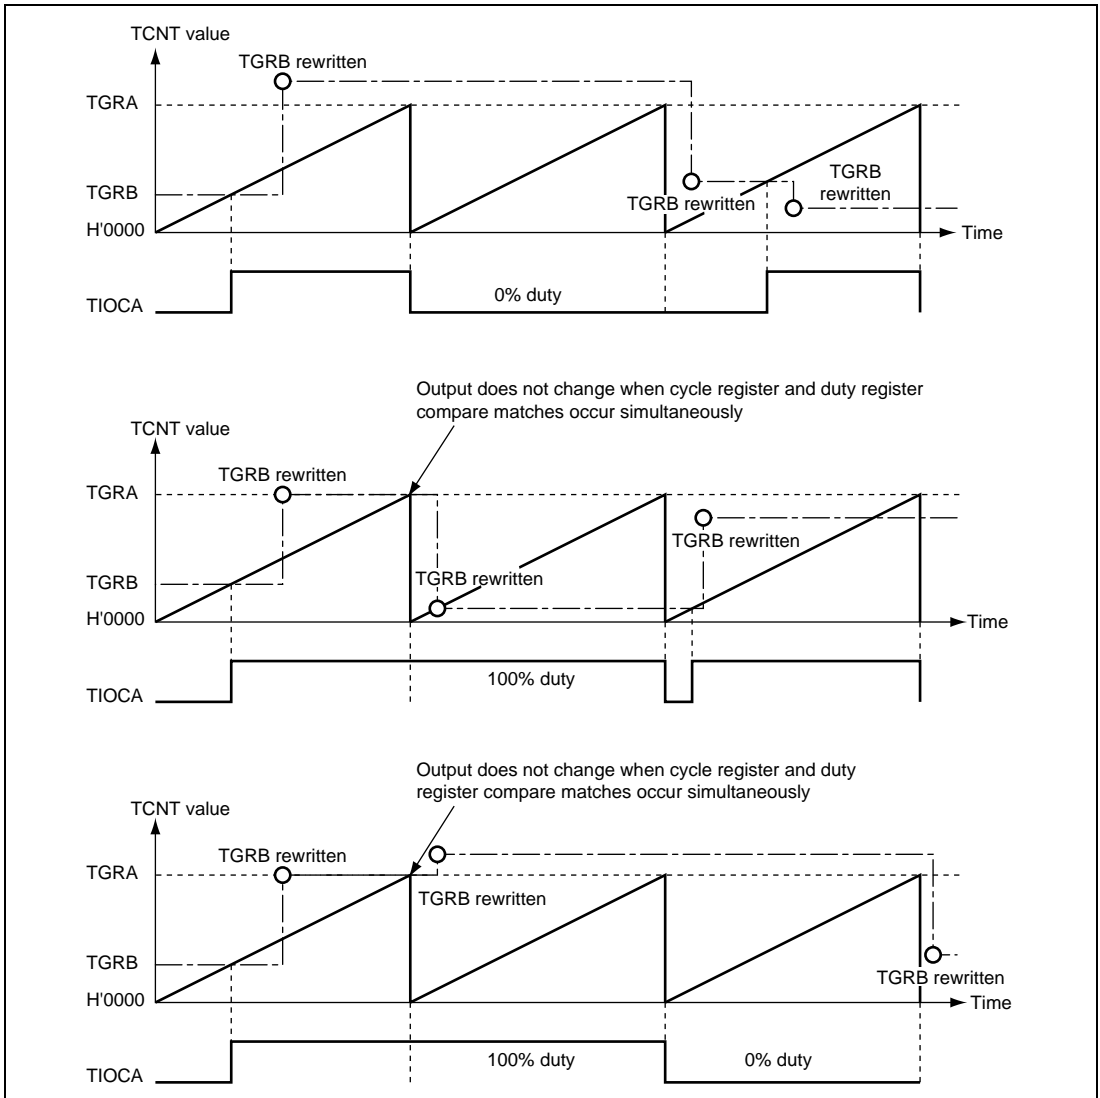 TCNT value
TGRB rewritten
TGRA
TGRB
rewritten
TGRB
TGRB rewritten
H'0000
Time
0% duty
TIOCA
Output does not change when cycle register and duty register
compare matches occur simultaneously
TCNT value
TGRB rewritten
TGRA
TGRB rewritten
TGRB rewritten
TGRB
H'0000
Time
100% duty
TIOCA
Output does not change when cycle register and duty
register compare matches occur simultaneously
TCNT value
TGRB rewritten
TGRA
TGRB rewritten
TGRB
TGRB rewritten
H'0000
Time
100% duty
0% duty
TIOCA